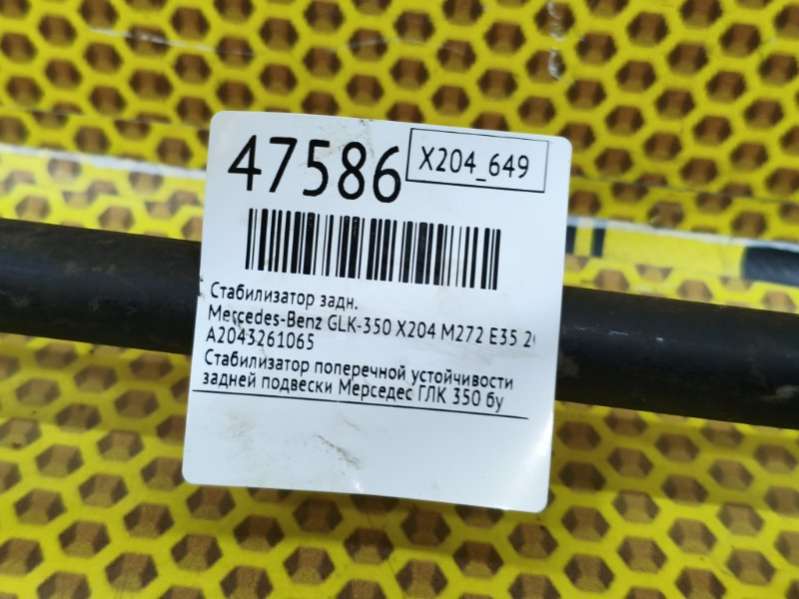 47586
X204_649
Стабилизатор задн.
Mercedes-Benz GLK-350 X204 M272 E35
A2043261065
Стабилизатор поперечной устойчивости
задней подвески Мерседес ГЛК 350 бу